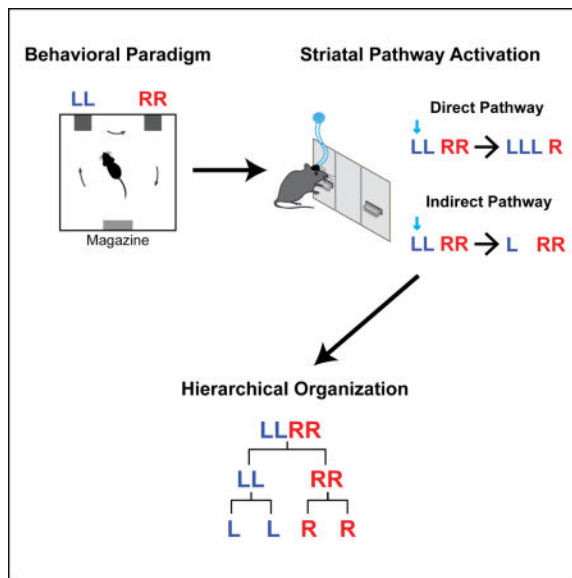 Behavioral Paradigm
LL RR
Magazine
Striatal Pathway Activation
Direct Pathway
LL RR → LLL R
Indirect Pathway
LL RR → L RR
Hierarchical Organization
LLRR
LL RR
L L R R